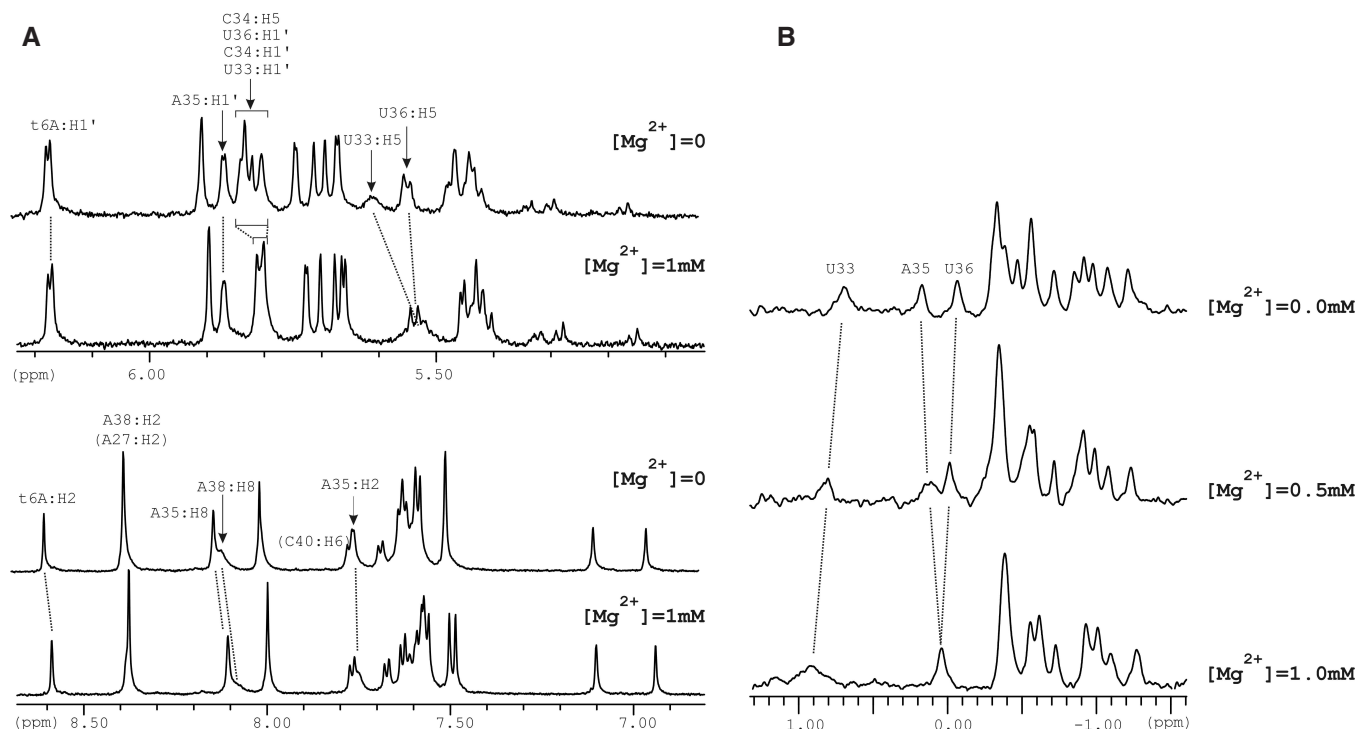 A
C34:H5
U36:H1'
C34:H1'
U33:H1'
A35:H1'
t6A:H1'
U33:H5
U36:H5
[Mg2+]=0
[Mg2+]=1mM
(ppm) 6.00 5.50
A38:H2
(A27:H2)
t6A:H2
A38:H8
A35:H8
A35:H2
(C40:H6)
[Mg2+]=0
[Mg2+]=1mM
(ppm) 8.50 8.00 7.50 7.00
B
U33 A35 U36
[Mg2+]=0.0mM
[Mg2+]=0.5mM
[Mg2+]=1.0mM
1.00 0.00 -1.00 (ppm)